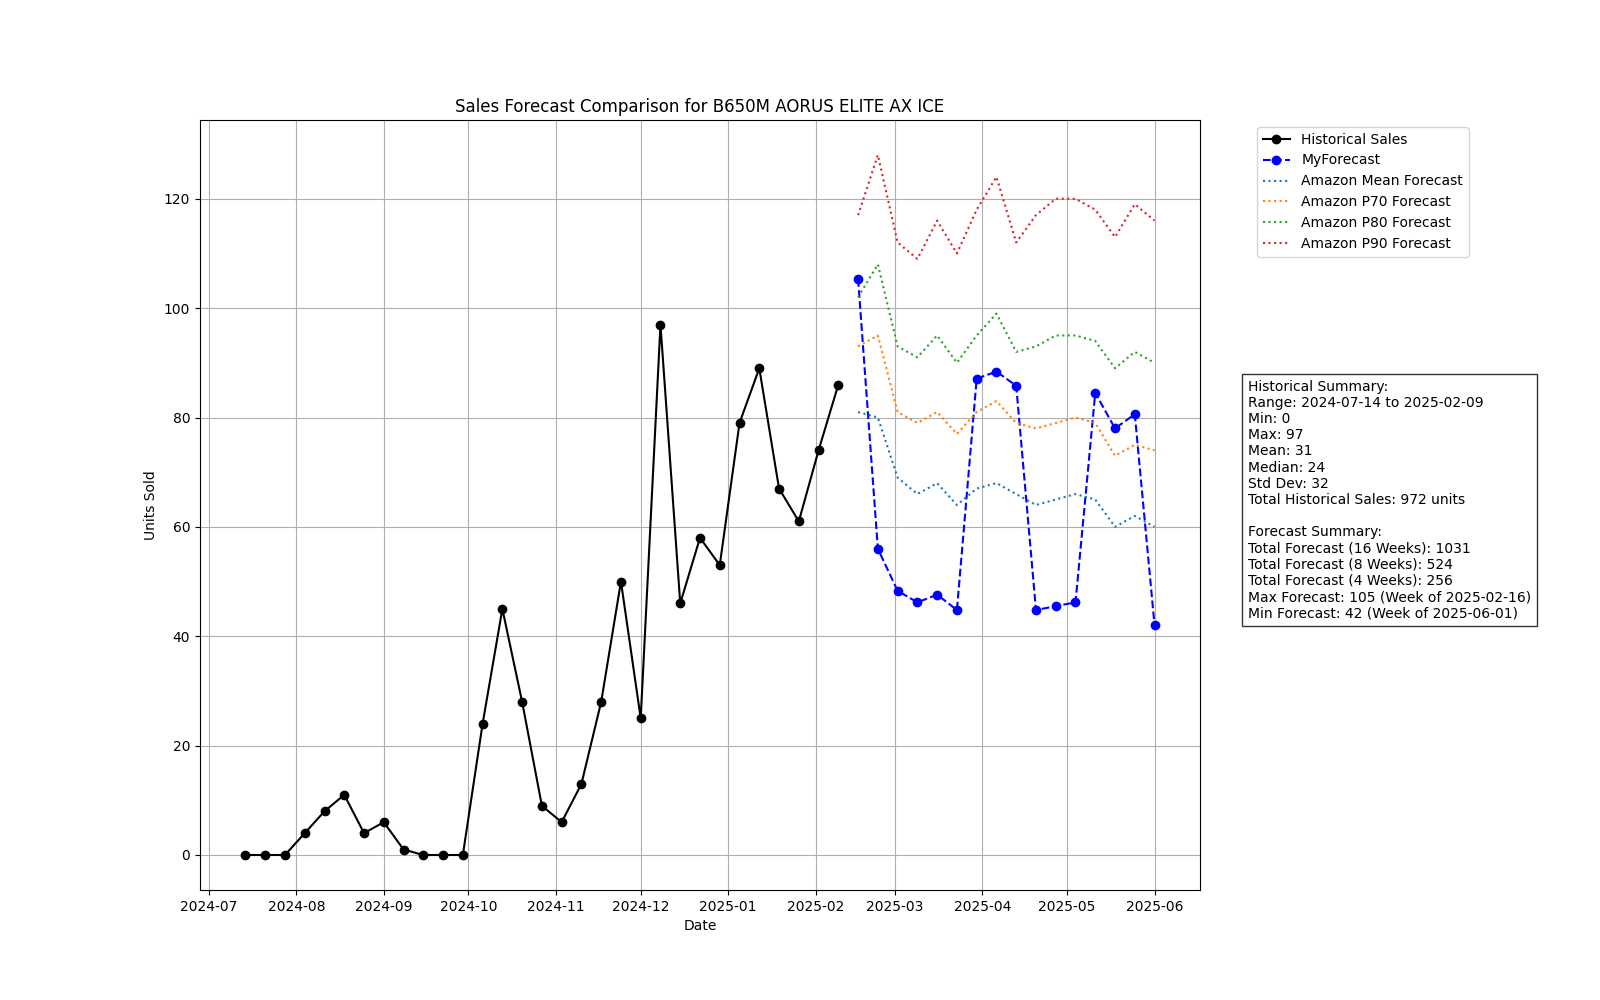 Sales Forecast Comparison for B650M AORUS ELITE AX ICE
Historical Sales
MyForecast
Amazon Mean Forecast
Amazon P70 Forecast
Amazon P80 Forecast
Amazon P90 Forecast
120
100
80
60
40
20
0
Units Sold
Historical Summary:
Range: 2024-07-14 to 2025-02-09
Min: 0
Max: 97
Mean: 31
Median: 24
Std Dev: 32
Total Historical Sales: 972 units
Forecast Summary:
Total Forecast (16 Weeks): 1031
Total Forecast (8 Weeks): 524
Total Forecast (4 Weeks): 256
Max Forecast: 105 (Week of 2025-02-16)
Min Forecast: 42 (Week of 2025-06-01)
2024-07 2024-08 2024-09 2024-10 2024-11 2024-12 2025-01 2025-02 2025-03 2025-04 2025-05 2025-06
Date